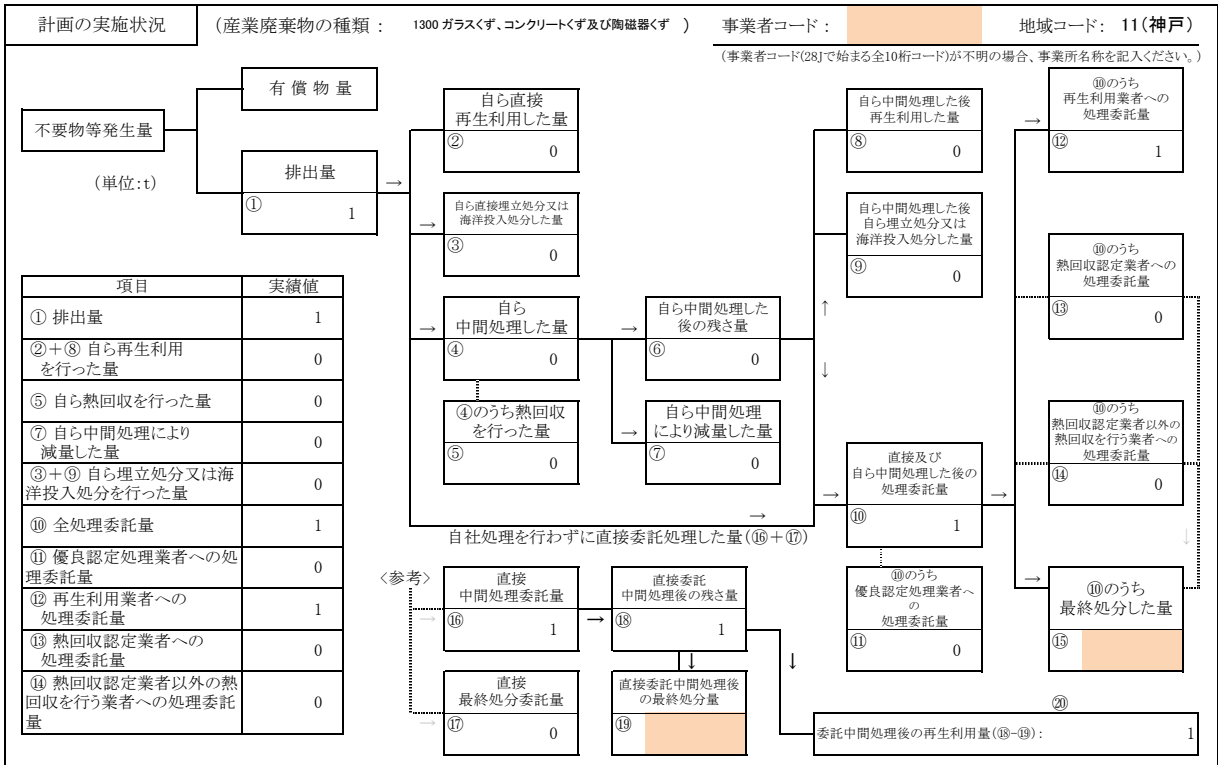 計画の実施状況 (産業廃棄物の種類： 1300 ガラスくず、コンクリートくず及び陶磁器くず ) 事業者コード： 地域コード： 11(神戸)
(事業者コード(28Jで始まる全10桁コード)が不明の場合、事業所名称を記入ください。)
不要物等発生量
(単位:t)
有償物量
排出量
① 1
→
自ら直接
再生利用した量
② 0
→
自ら直接埋立処分又は
海洋投入処分した量
③ 0
→
自ら
中間処理した量
④ 0
④のうち熱回収
を行った量
⑤ 0
→
自ら中間処理した
後の残さ量
⑥ 0
→
自ら中間処理
により減量した量
⑦ 0
自ら中間処理した後
再生利用した量
⑧ 0
自ら中間処理した後
自ら埋立処分又は
海洋投入処分した量
⑨ 0
↑
↓
→
直接及び
自ら中間処理した後の
処理委託量
⑩ 1
→
⑩のうち
優良認定処理業者へ
の
処理委託量
⑪ 0
→
⑩のうち
再生利用業者への
処理委託量
⑫ 1
⑩のうち
熱回収認定業者への
処理委託量
⑬ 0
⑩のうち
熱回収認定業者以外の
熱回収を行う業者への
処理委託量
⑭ 0
↓
→
⑩のうち
最終処分した量
⑮
項目 実績値
① 排出量 1
②＋⑧ 自ら再生利用
を行った量 0
⑤ 自ら熱回収を行った量 0
⑦ 自ら中間処理により
減量した量 0
③＋⑨ 自ら埋立処分又は海
洋投入処分を行った量 0
⑩ 全処理委託量 1
⑪ 優良認定処理業者への処
理委託量 0
⑫ 再生利用業者への
処理委託量 1
⑬ 熱回収認定業者への
処理委託量 0
⑭ 熱回収認定業者以外の熱
回収を行う業者への処理委託
量 0
→
自社処理を行わずに直接委託処理した量(⑯＋⑰)
〈参考〉
→
直接
中間処理委託量
⑯ 1
→
直接委託
中間処理後の残さ量
⑱ 1
↓
↓
→
直接
最終処分委託量
⑰ 0
直接委託中間処理後
の最終処分量
⑲
⑳
委託中間処理後の再生利用量(⑱-⑲)： 1